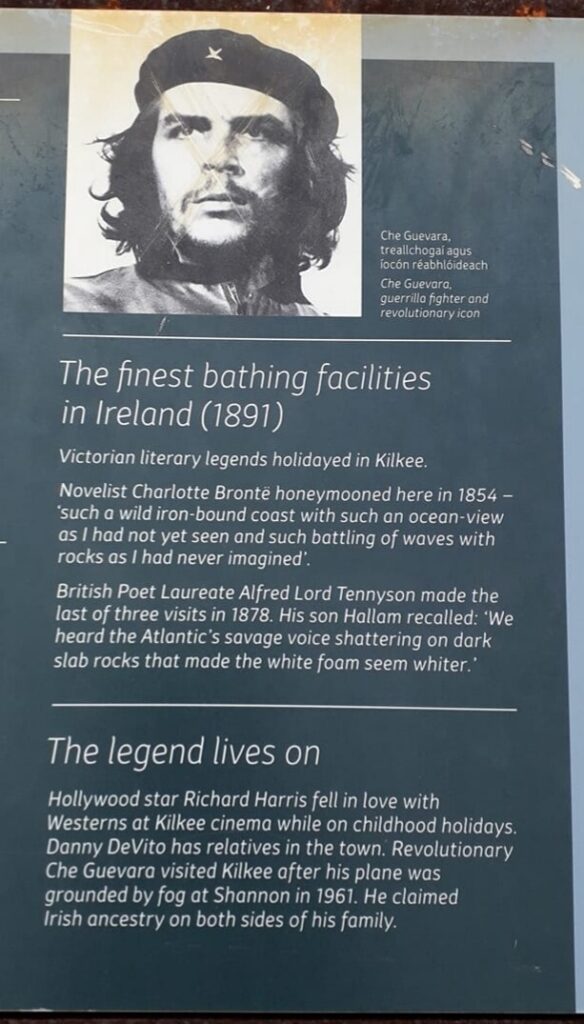 Che Guevara,
treallchogaí agus
íocón réabhlóideach
Che Guevara,
guerrilla fighter and
revolutionary icon
The finest bathing facilities
in Ireland (1891)
Victorian literary legends holidayed in Kilkee.
Novelist Charlotte Brontë honeymooned here in 1854 –
‘such a wild iron-bound coast with such an ocean-view
as I had not yet seen and such battling of waves with
rocks as I had never imagined’.
British Poet Laureate Alfred Lord Tennyson made the
last of three visits in 1878. His son Hallam recalled: ‘We
heard the Atlantic’s savage voice shattering on dark
slab rocks that made the white foam seem whiter.’
The legend lives on
Hollywood star Richard Harris fell in love with
Westerns at Kilkee cinema while on childhood holidays.
Danny DeVito has relatives in the town. Revolutionary
Che Guevara visited Kilkee after his plane was
grounded by fog at Shannon in 1961. He claimed
Irish ancestry on both sides of his family.